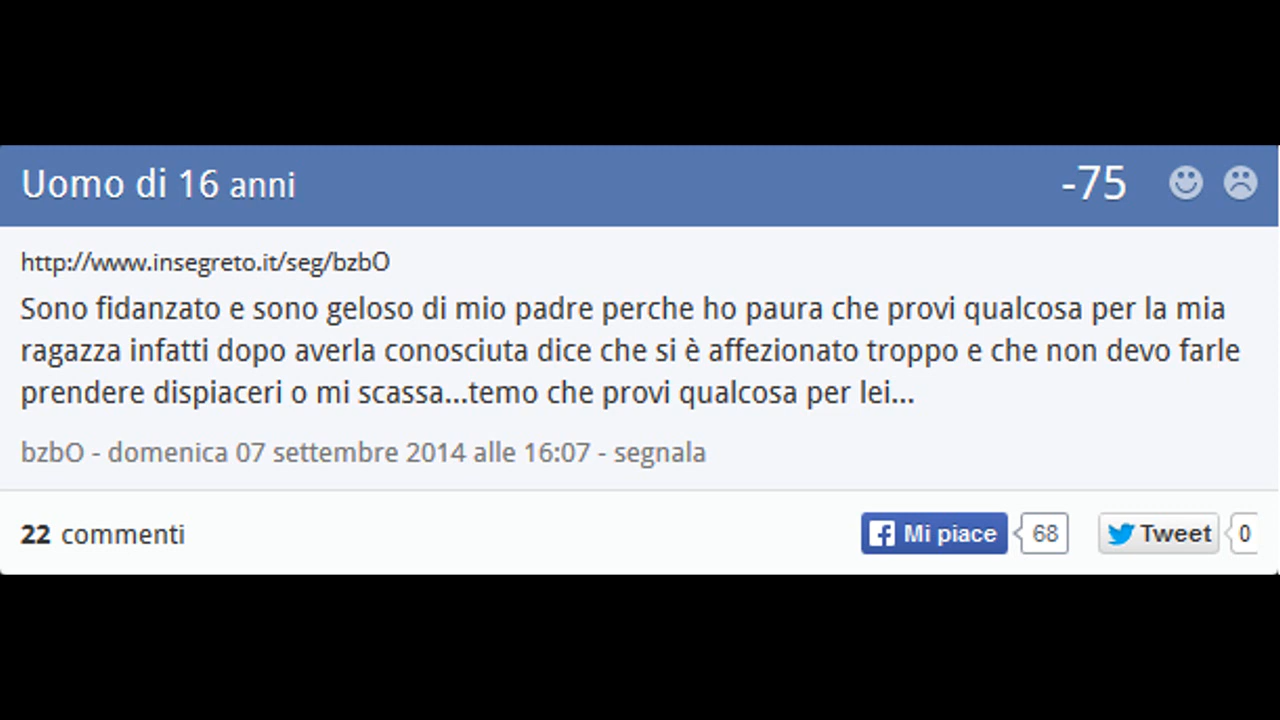 Uomo di 16 anni -75
http://www.insegreto.it/seg/bzbO
Sono fidanzato e sono geloso di mio padre perche ho paura che provi qualcosa per la mia
ragazza infatti dopo averla conosciuta dice che si è affezionato troppo e che non devo farle
prendere dispiaceri o mi scassa...temo che provi qualcosa per lei...
bzbO - domenica 07 settembre 2014 alle 16:07 - segnala
22 commenti Mi piace 68 Tweet 0